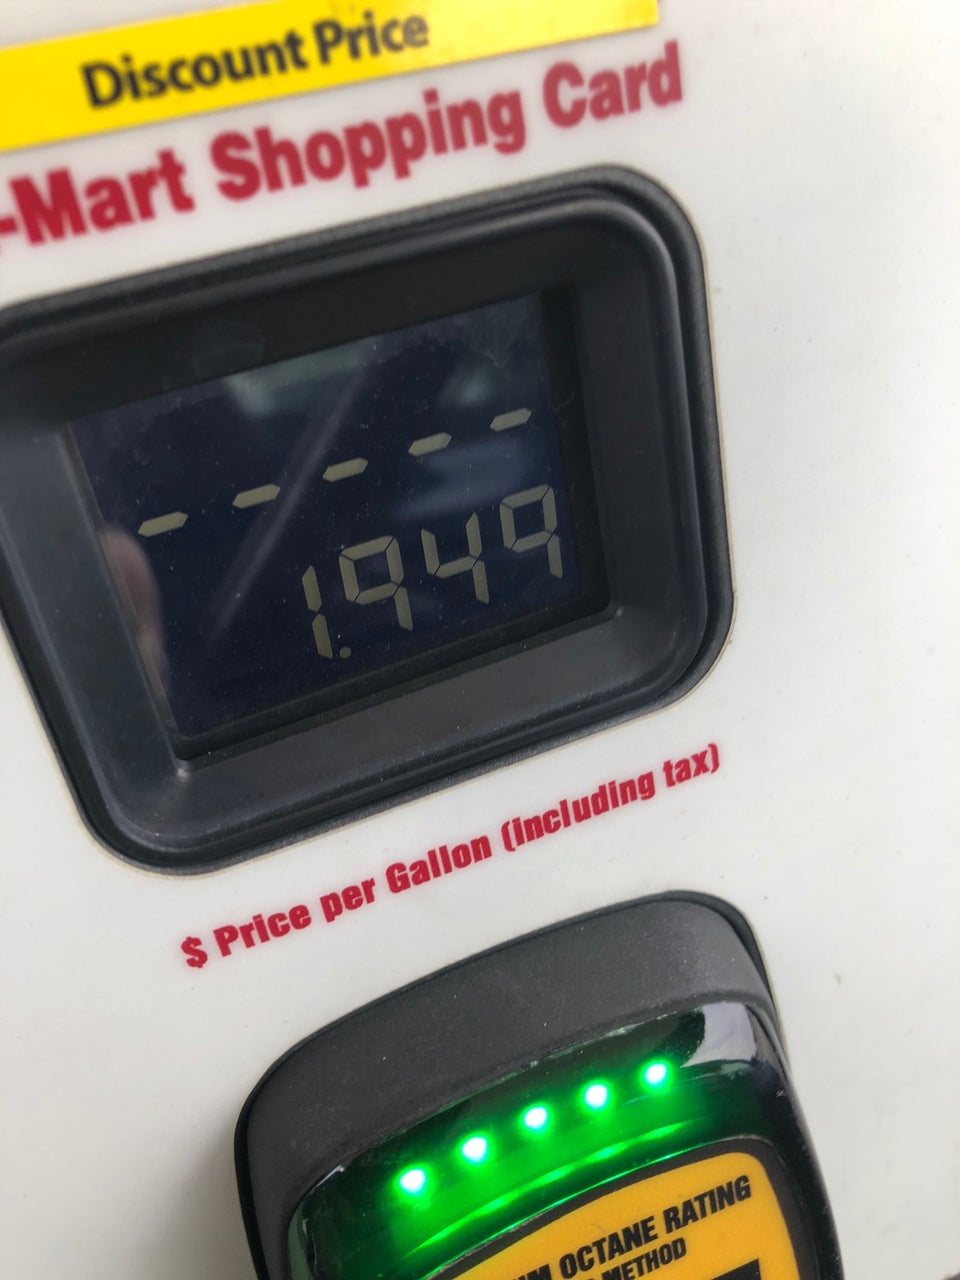 Discount Price
-Mart Shopping Card
- - - - -
1.949
$ Price per Gallon (including tax)
OCTANE RATING
METHOD